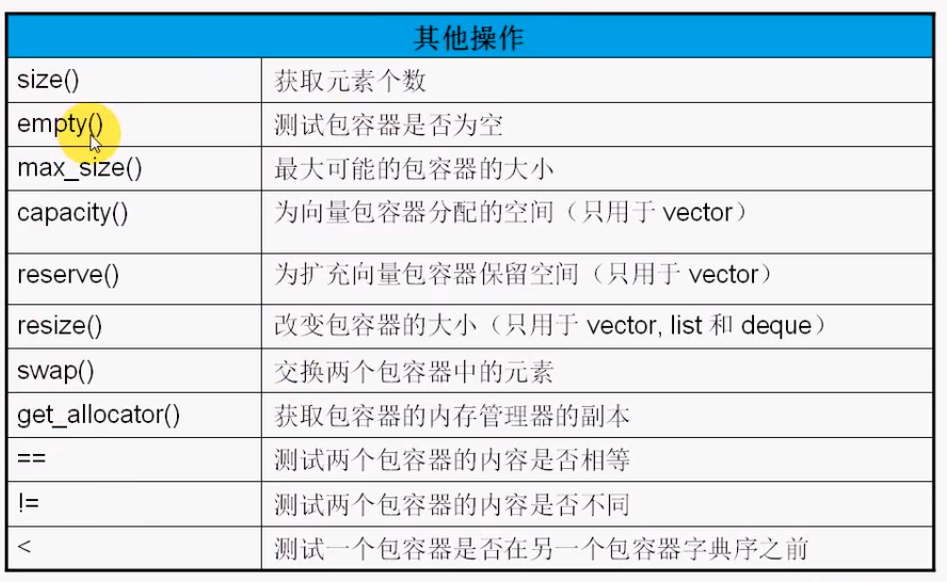 其他操作
size() 获取元素个数
empty() 测试包容器是否为空
max_size() 最大可能的包容器的大小
capacity() 为向量包容器分配的空间（只用于 vector）
reserve() 为扩充向量包容器保留空间（只用于 vector）
resize() 改变包容器的大小（只用于 vector, list 和 deque）
swap() 交换两个包容器中的元素
get_allocator() 获取包容器的内存管理器的副本
== 测试两个包容器的内容是否相等
!= 测试两个包容器的内容是否不同
< 测试一个包容器是否在另一个包容器字典序之前